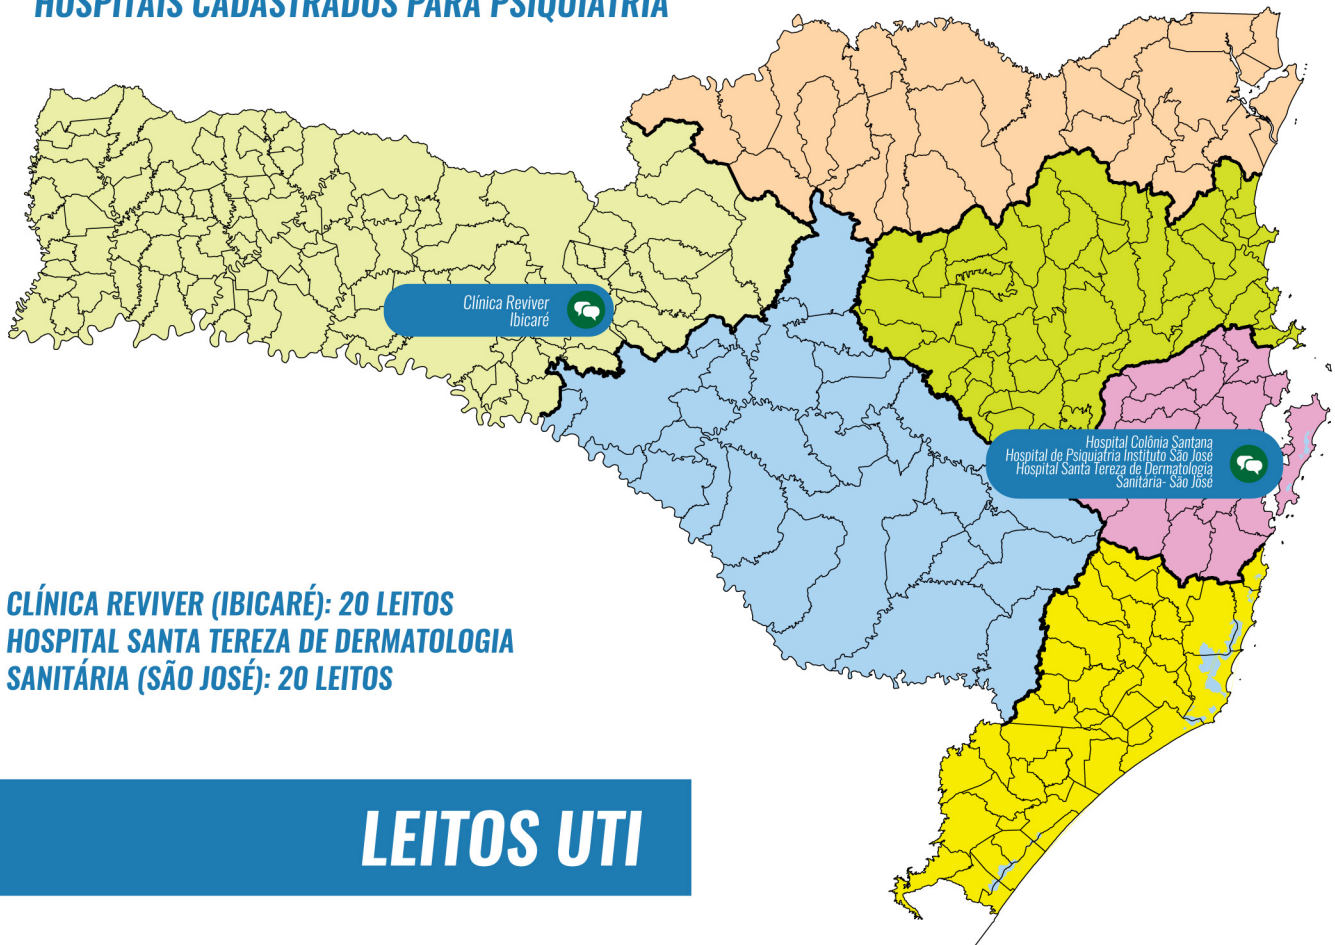 HOSPITAIS CADASTRADOS PARA PSIQUIATRIA
Clínica Reviver
Ibicaré
Hospital Colônia Santana
Hospital de Psiquiatria Instituto São José
Hospital Santa Tereza de Dermatologia
Sanitária- São José
CLÍNICA REVIVER (IBICARÉ): 20 LEITOS
HOSPITAL SANTA TEREZA DE DERMATOLOGIA
SANITÁRIA (SÃO JOSÉ): 20 LEITOS
LEITOS UTI